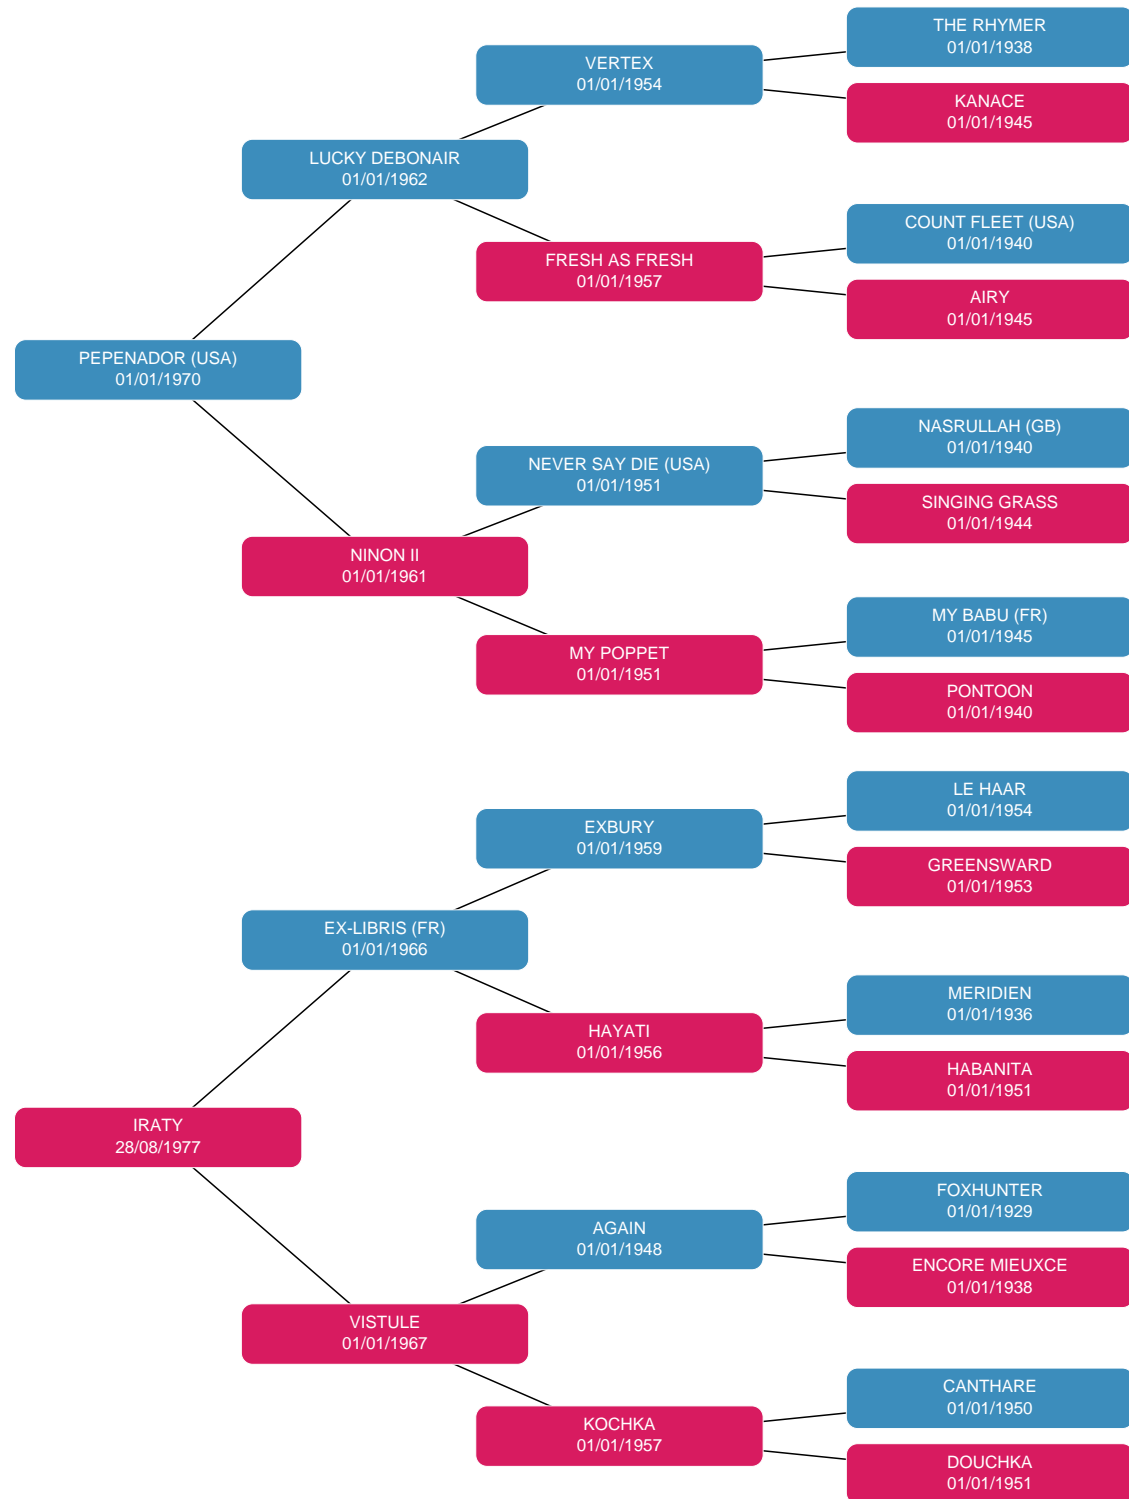 THE RHYMER
01/01/1938
VERTEX
01/01/1954
KANACE
01/01/1945
LUCKY DEBONAIR
01/01/1962
COUNT FLEET (USA)
01/01/1940
FRESH AS FRESH
01/01/1957
AIRY
01/01/1945
PEPENADOR (USA)
01/01/1970
NASRULLAH (GB)
01/01/1940
NEVER SAY DIE (USA)
01/01/1951
SINGING GRASS
01/01/1944
NINON II
01/01/1961
MY BABU (FR)
01/01/1945
MY POPPET
01/01/1951
PONTOON
01/01/1940
LE HAAR
01/01/1954
EXBURY
01/01/1959
GREENSWARD
01/01/1953
EX-LIBRIS (FR)
01/01/1966
MERIDIEN
01/01/1936
HAYATI
01/01/1956
HABANITA
01/01/1951
IRATY
28/08/1977
FOXHUNTER
01/01/1929
AGAIN
01/01/1948
ENCORE MIEUXCE
01/01/1938
VISTULE
01/01/1967
CANTHARE
01/01/1950
KOCHKA
01/01/1957
DOUCHKA
01/01/1951